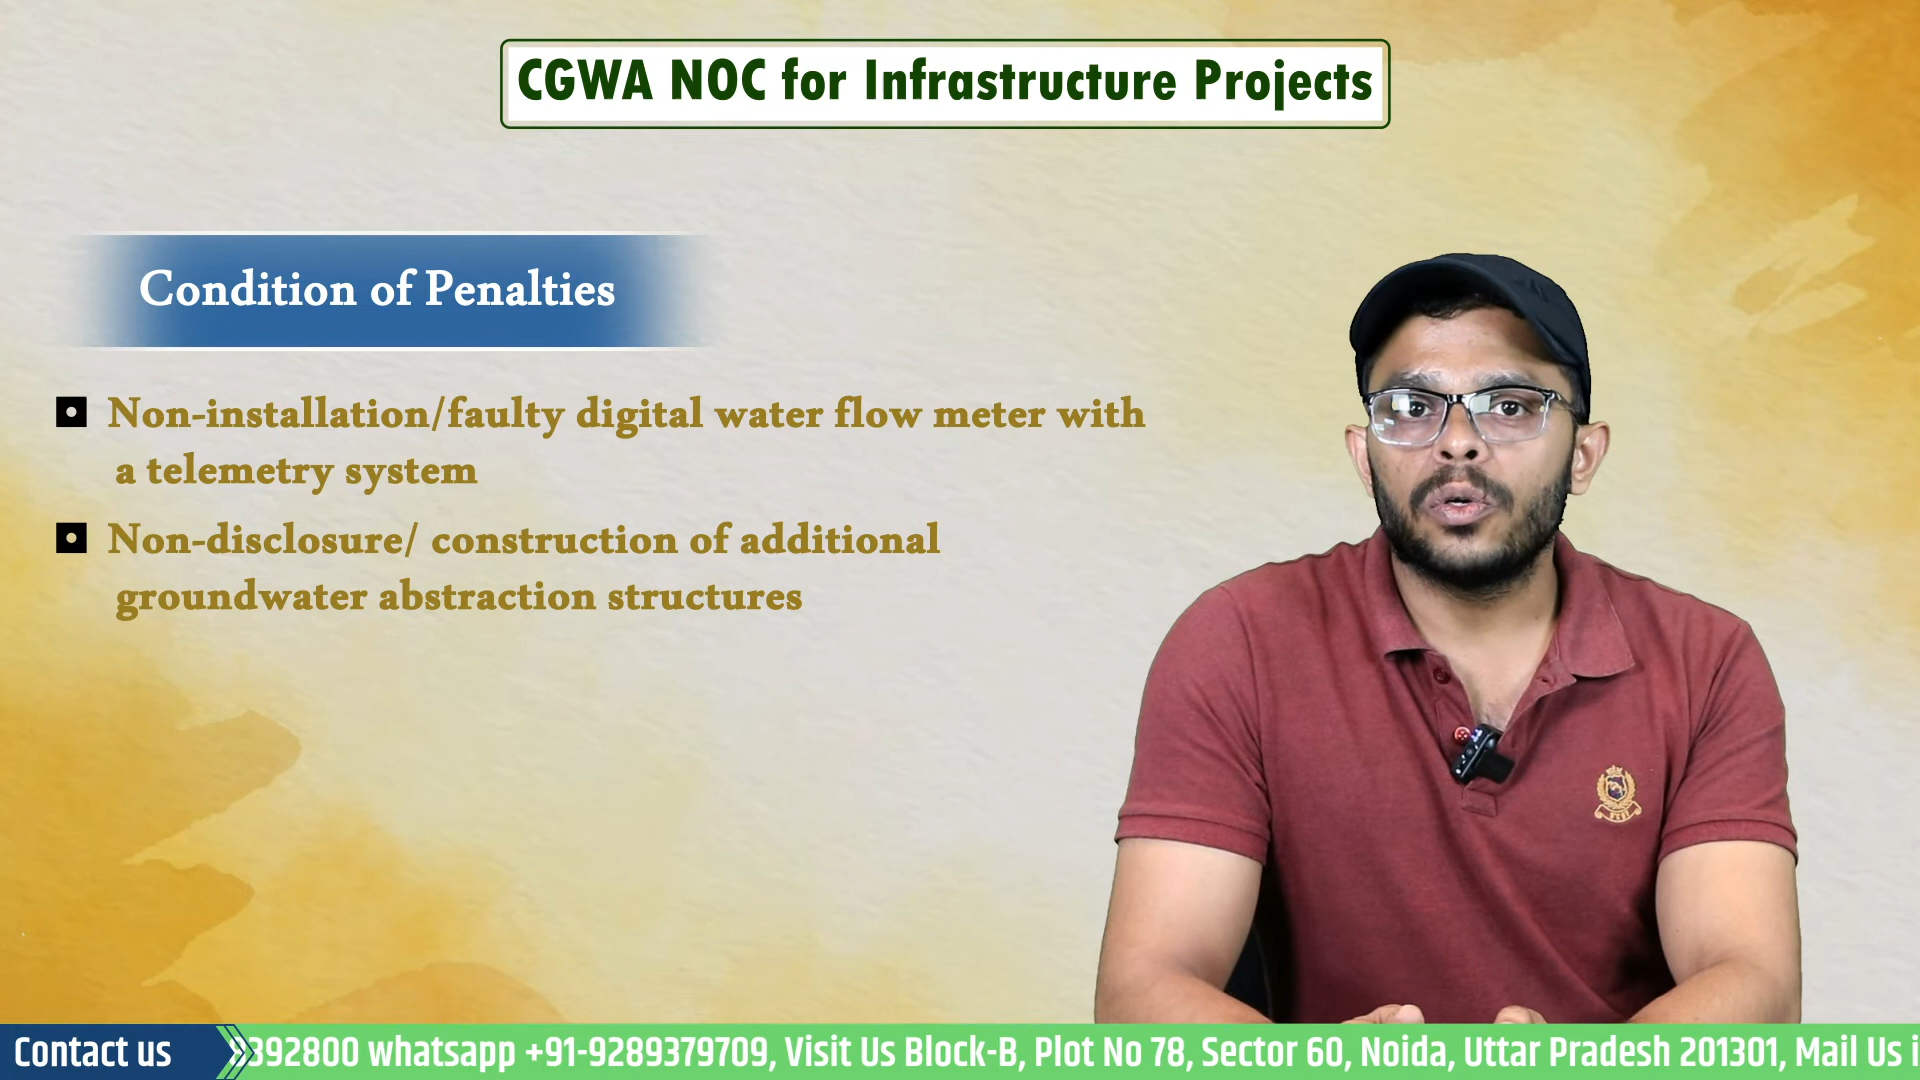 CGWA NOC for Infrastructure Projects
Condition of Penalties
Non-installation/faulty digital water flow meter with
a telemetry system
Non-disclosure/ construction of additional
groundwater abstraction structures
Contact us
392800 whatsapp +91-9289379709, Visit Us Block-B, Plot No 78, Sector 60, Noida, Uttar Pradesh 201301, Mail Us